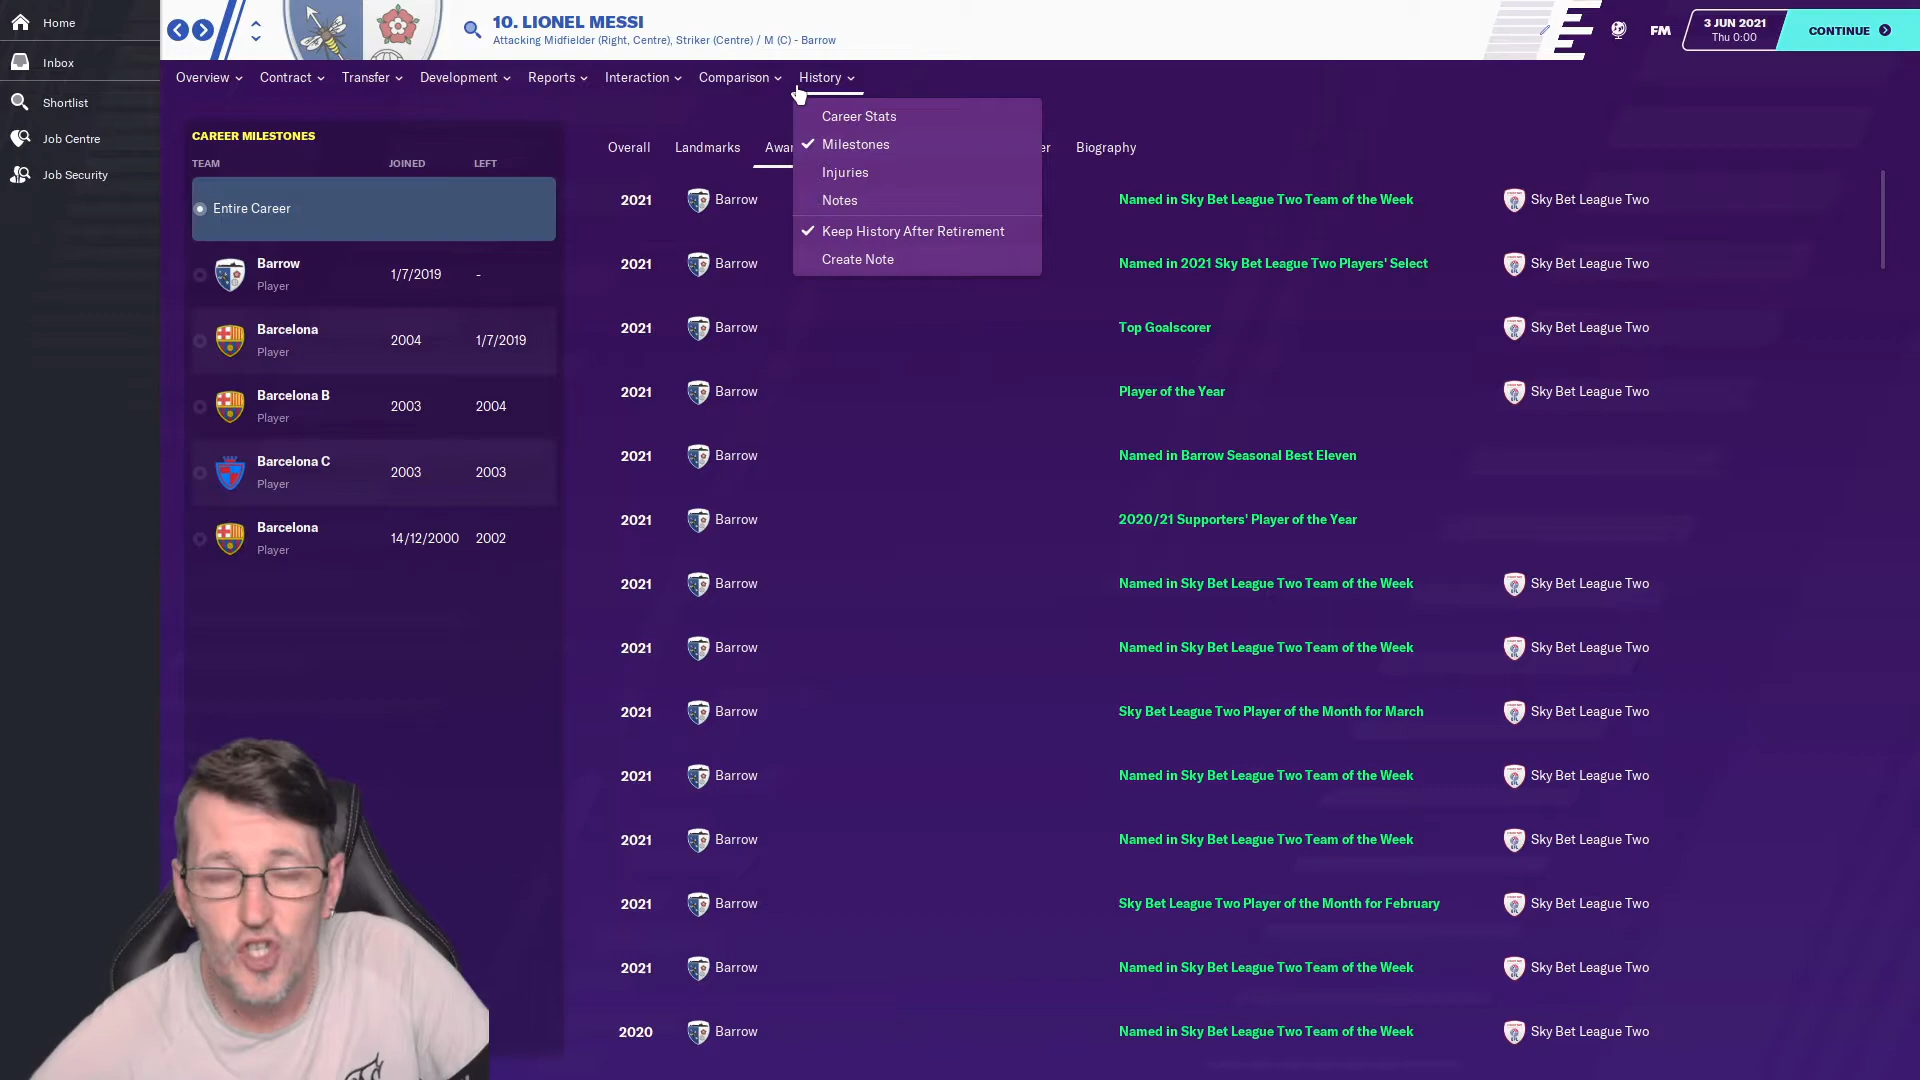 Home
Inbox
Shortlist
Job Centre
Job Security
10. LIONEL MESSI
Attacking Midfielder (Right, Centre), Striker (Centre) / M (C) - Barrow
FM
3 JUN 2021
Thu 0:00
CONTINUE
Overview
Contract
Transfer
Development
Reports
Interaction
Comparison
History
Career Stats
Milestones
Injuries
Notes
Keep History After Retirement
Create Note
CAREER MILESTONES
TEAM JOINED LEFT
Entire Career
Barrow
Player
1/7/2019 -
Barcelona
Player
2004 1/7/2019
Barcelona B
Player
2003 2004
Barcelona C
Player
2003 2003
Barcelona
Player
14/12/2000 2002
Overall Landmarks Awar er Biography
2021 Barrow Named in Sky Bet League Two Team of the Week Sky Bet League Two
2021 Barrow Named in 2021 Sky Bet League Two Players' Select Sky Bet League Two
2021 Barrow Top Goalscorer Sky Bet League Two
2021 Barrow Player of the Year Sky Bet League Two
2021 Barrow Named in Barrow Seasonal Best Eleven
2021 Barrow 2020/21 Supporters' Player of the Year
2021 Barrow Named in Sky Bet League Two Team of the Week Sky Bet League Two
2021 Barrow Named in Sky Bet League Two Team of the Week Sky Bet League Two
2021 Barrow Sky Bet League Two Player of the Month for March Sky Bet League Two
2021 Barrow Named in Sky Bet League Two Team of the Week Sky Bet League Two
2021 Barrow Named in Sky Bet League Two Team of the Week Sky Bet League Two
2021 Barrow Sky Bet League Two Player of the Month for February Sky Bet League Two
2021 Barrow Named in Sky Bet League Two Team of the Week Sky Bet League Two
2020 Barrow Named in Sky Bet League Two Team of the Week Sky Bet League Two